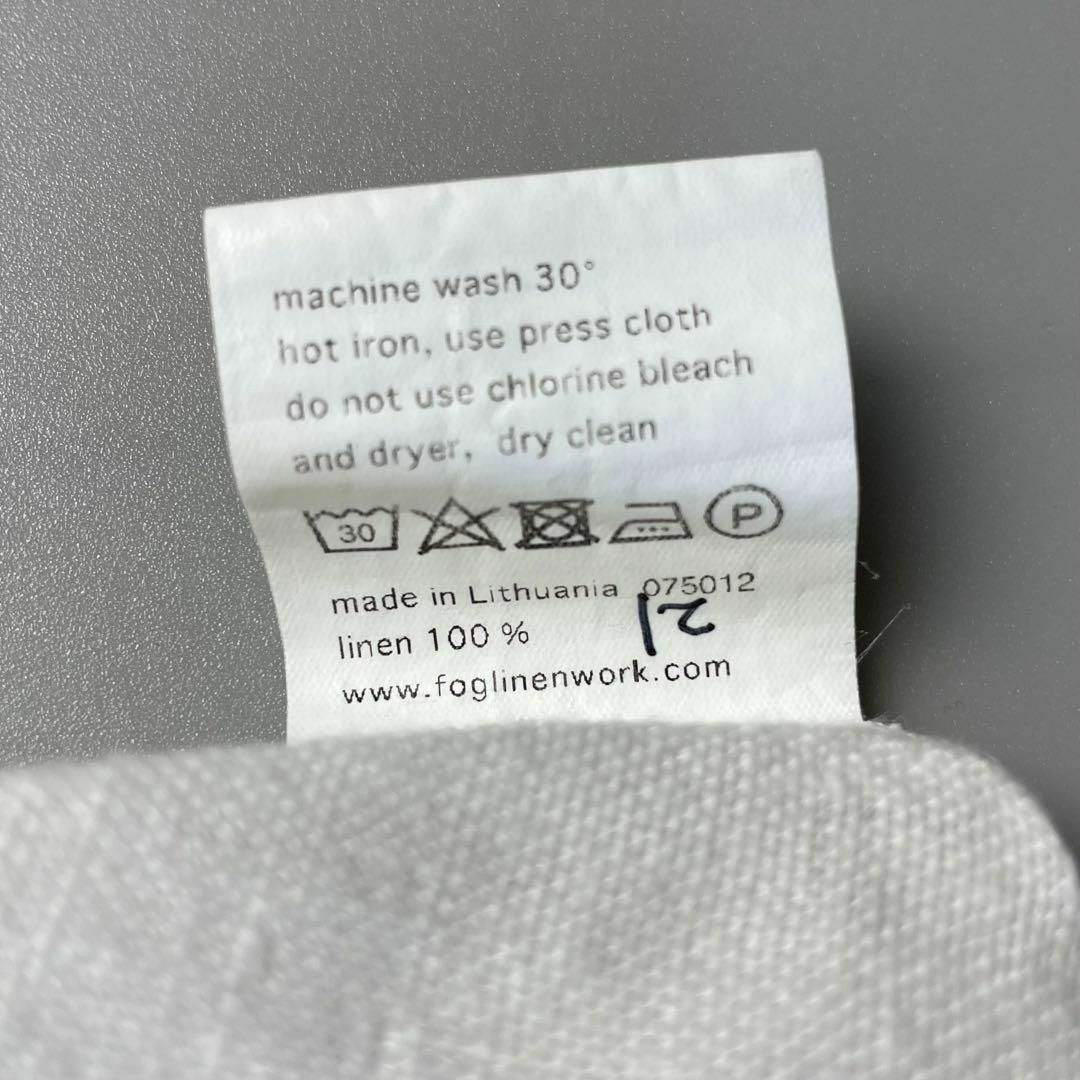 machine wash 30°
hot iron, use press cloth
do not use chlorine bleach
and dryer, dry clean
30 P
made in Lithuania 075012
linen 100 %
www.foglinenwork.com